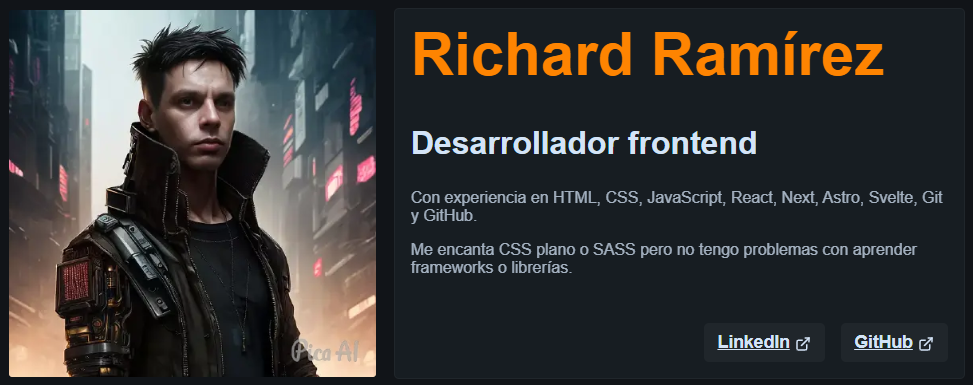 Richard Ramírez
Desarrollador frontend
Con experiencia en HTML, CSS, JavaScript, React, Next, Astro, Svelte, Git
y GitHub.
Me encanta CSS plano o SASS pero no tengo problemas con aprender
frameworks o librerías.
LinkedIn
GitHub
Pica AI